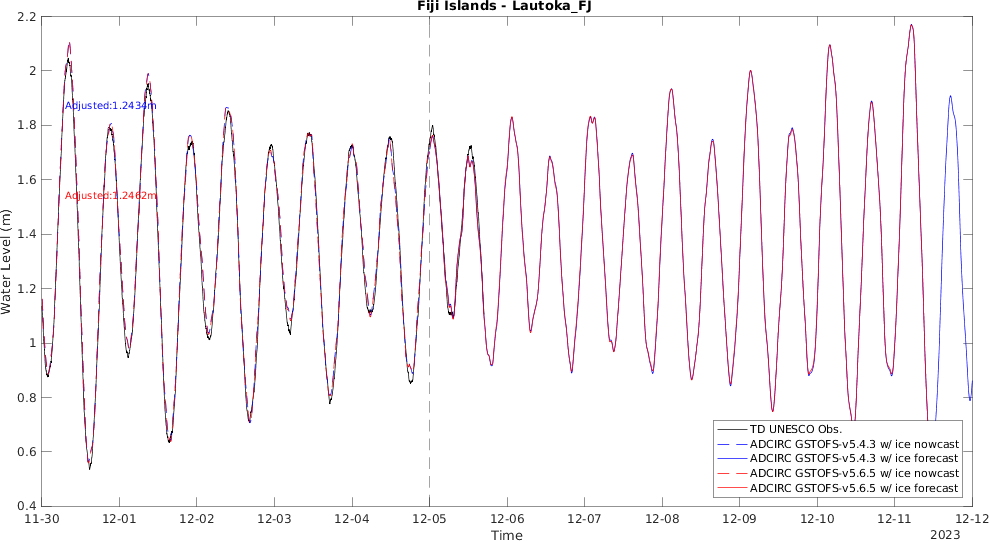 Fiji Islands - Lautoka_FJ
2.2
2
1.8
1.6
1.4
1.2
1
0.8
0.6
0.4
Water Level (m)
Adjusted:1.2434m
Adjusted:1.2462m
TD UNESCO Obs.
ADCIRC GSTOFS-v5.4.3 w/ ice nowcast
ADCIRC GSTOFS-v5.4.3 w/ ice forecast
ADCIRC GSTOFS-v5.6.5 w/ ice nowcast
ADCIRC GSTOFS-v5.6.5 w/ ice forecast
11-30 12-01 12-02 12-03 12-04 12-05 12-06 12-07 12-08 12-09 12-10 12-11 12-12
Time
2023